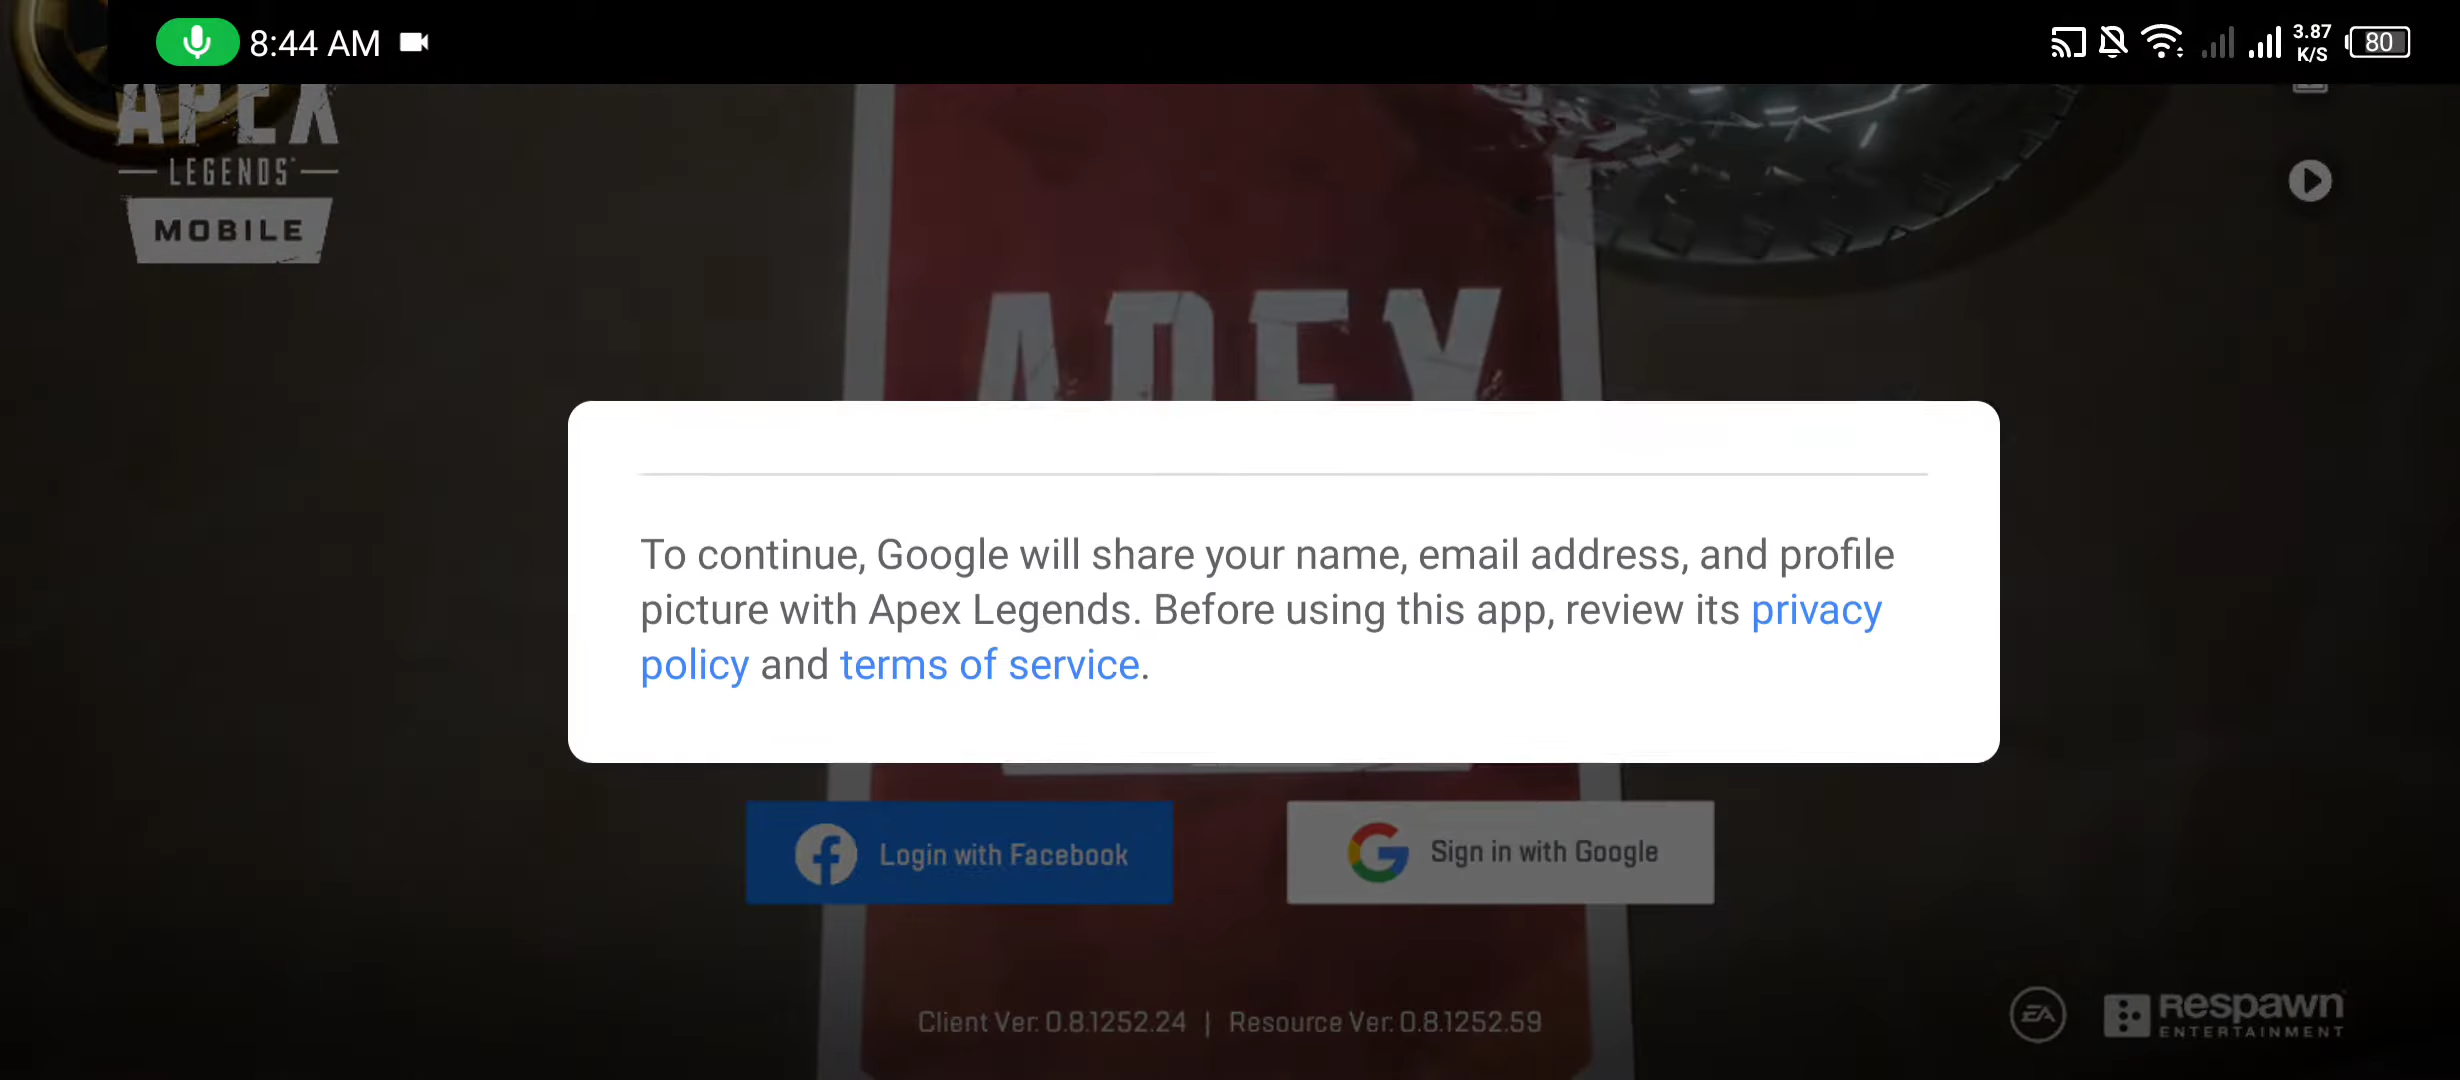 8:44 AM
3.87
K/S
80
APEX
LEGENDS
MOBILE
APEX
To continue, Google will share your name, email address, and profile
picture with Apex Legends. Before using this app, review its privacy
policy and terms of service.
Login with Facebook
Sign in with Google
Client Ver: 0.8.1252.24 | Resource Ver: 0.8.1252.59
EA
Respawn
ENTERTAINMENT